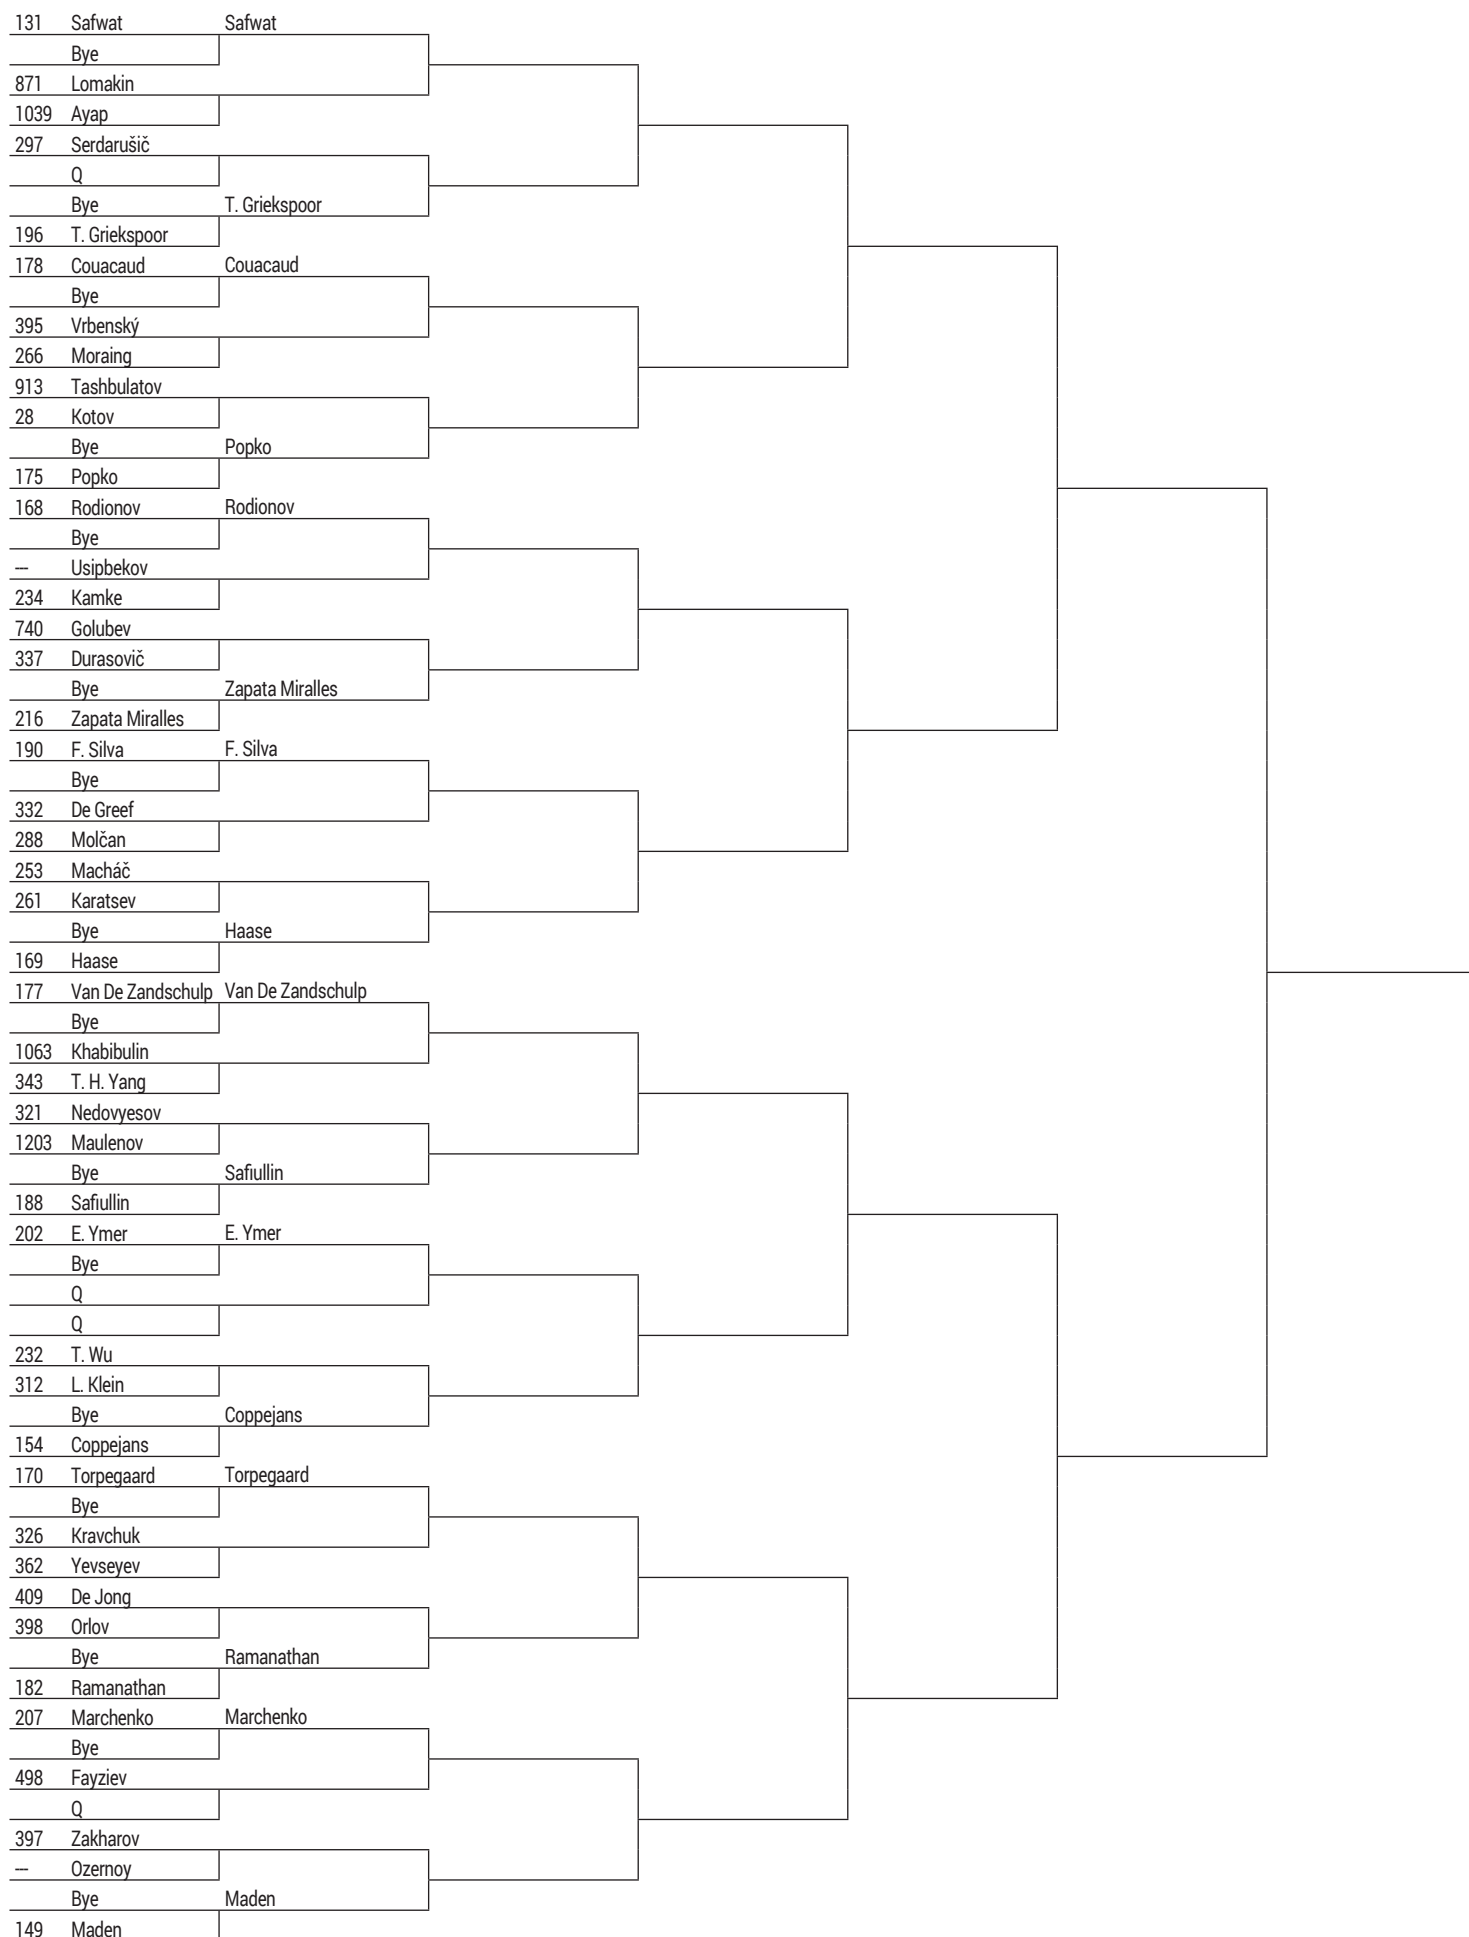 131 Safwat Safwat
Bye
871 Lomakin
1039 Ayap
297 Serdarušič
Q
Bye T. Griekspoor
196 T. Griekspoor
178 Couacaud Couacaud
Bye
395 Vrbenský
266 Moraing
913 Tashbulatov
28 Kotov
Bye Popko
175 Popko
168 Rodionov Rodionov
Bye
--- Usipbekov
234 Kamke
740 Golubev
337 Durasovič
Bye Zapata Miralles
216 Zapata Miralles
190 F. Silva F. Silva
Bye
332 De Greef
288 Molčan
253 Macháč
261 Karatsev
Bye Haase
169 Haase
177 Van De Zandschulp Van De Zandschulp
Bye
1063 Khabibulin
343 T. H. Yang
321 Nedovyesov
1203 Maulenov
Bye Safiullin
188 Safiullin
202 E. Ymer E. Ymer
Bye
Q
Q
232 T. Wu
312 L. Klein
Bye Coppejans
154 Coppejans
170 Torpegaard Torpegaard
Bye
326 Kravchuk
362 Yevseyev
409 De Jong
398 Orlov
Bye Ramanathan
182 Ramanathan
207 Marchenko Marchenko
Bye
498 Fayziev
Q
397 Zakharov
--- Ozernoy
Bye Maden
149 Maden